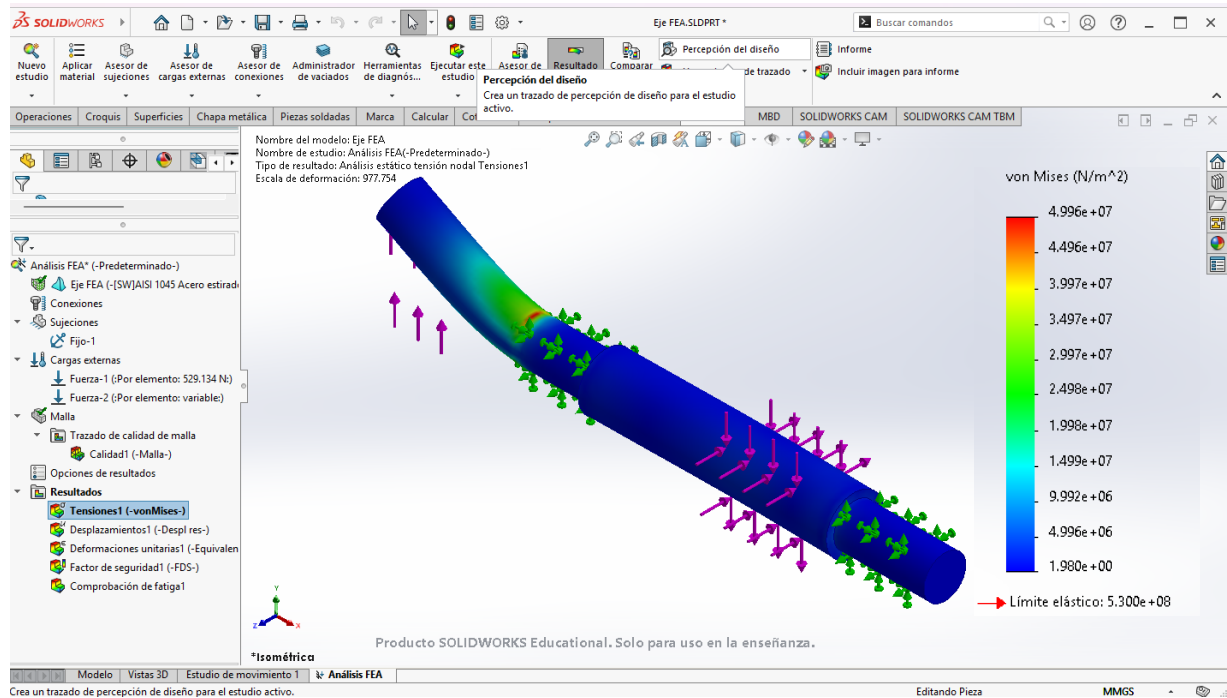 SOLIDWORKS
Eje FEA.SLDPRT *
Buscar comandos
Nuevo estudio
Aplicar material
Asesor de sujeciones
Asesor de cargas externas
Asesor de conexiones
Administrador de vaciados
Herramientas de diagnós...
Ejecutar este estudio
Asesor de
Resultado
Comparar
Percepción del diseño
de trazado
Informe
Incluir imagen para informe
Percepción del diseño
Crea un trazado de percepción de diseño para el estudio
activo.
Operaciones
Croquis
Superficies
Chapa metálica
Piezas soldadas
Marca
Calcular
MBD
SOLIDWORKS CAM
SOLIDWORKS CAM TBM
Nombre del modelo: Eje FEA
Nombre de estudio: Análisis FEA(-Predeterminado-)
Tipo de resultado: Análisis estático tensión nodal Tensiones1
Escala de deformación: 977.754
Análisis FEA* (-Predeterminado-)
Eje FEA (-[SW]AISI 1045 Acero estirad
Conexiones
Sujeciones
Fijo-1
Cargas externas
Fuerza-1 (:Por elemento: 529.134 N:)
Fuerza-2 (:Por elemento: variable:)
Malla
Trazado de calidad de malla
Calidad1 (-Malla-)
Opciones de resultados
Resultados
Tensiones1 (-vonMises-)
Desplazamientos1 (-Despl res-)
Deformaciones unitarias1 (-Equivalen
Factor de seguridad1 (-FDS-)
Comprobación de fatiga1
von Mises (N/m^2)
4.996e+07
4.496e+07
3.997e+07
3.497e+07
2.997e+07
2.498e+07
1.998e+07
1.499e+07
9.992e+06
4.996e+06
1.980e+00
Límite elástico: 5.300e+08
Y
Z
X
*Isométrica
Producto SOLIDWORKS Educational. Solo para uso en la enseñanza.
Modelo
Vistas 3D
Estudio de movimiento 1
Análisis FEA
Crea un trazado de percepción de diseño para el estudio activo.
Editando Pieza
MMGS